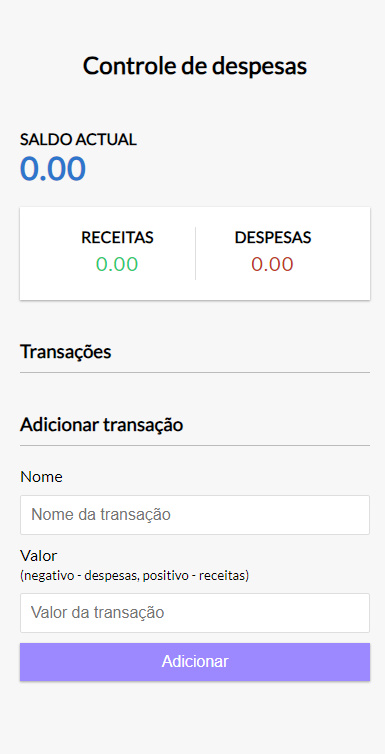 Controle de despesas
SALDO ACTUAL
0.00
RECEITAS
0.00
DESPESAS
0.00
Transações
Adicionar transação
Nome
Nome da transação
Valor
(negativo - despesas, positivo - receitas)
Valor da transação
Adicionar